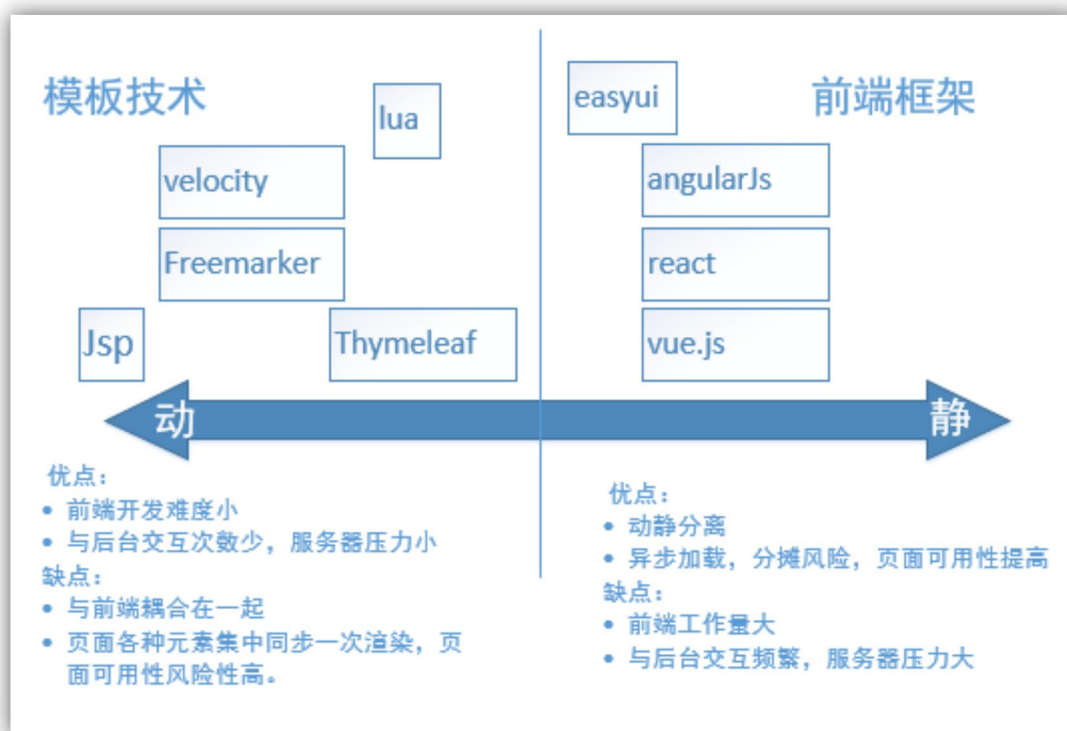 模板技术
lua
velocity
Freemarker
Jsp
Thymeleaf
easyui
前端框架
angularJs
react
vue.js
动
静
优点：
• 前端开发难度小
• 与后台交互次数少，服务器压力小
缺点：
• 与前端耦合在一起
• 页面各种元素集中同步一次渲染，页
面可用性风险性高。
优点：
• 动静分离
• 异步加载，分摊风险，页面可用性提高
缺点：
• 前端工作量大
• 与后台交互频繁，服务器压力大